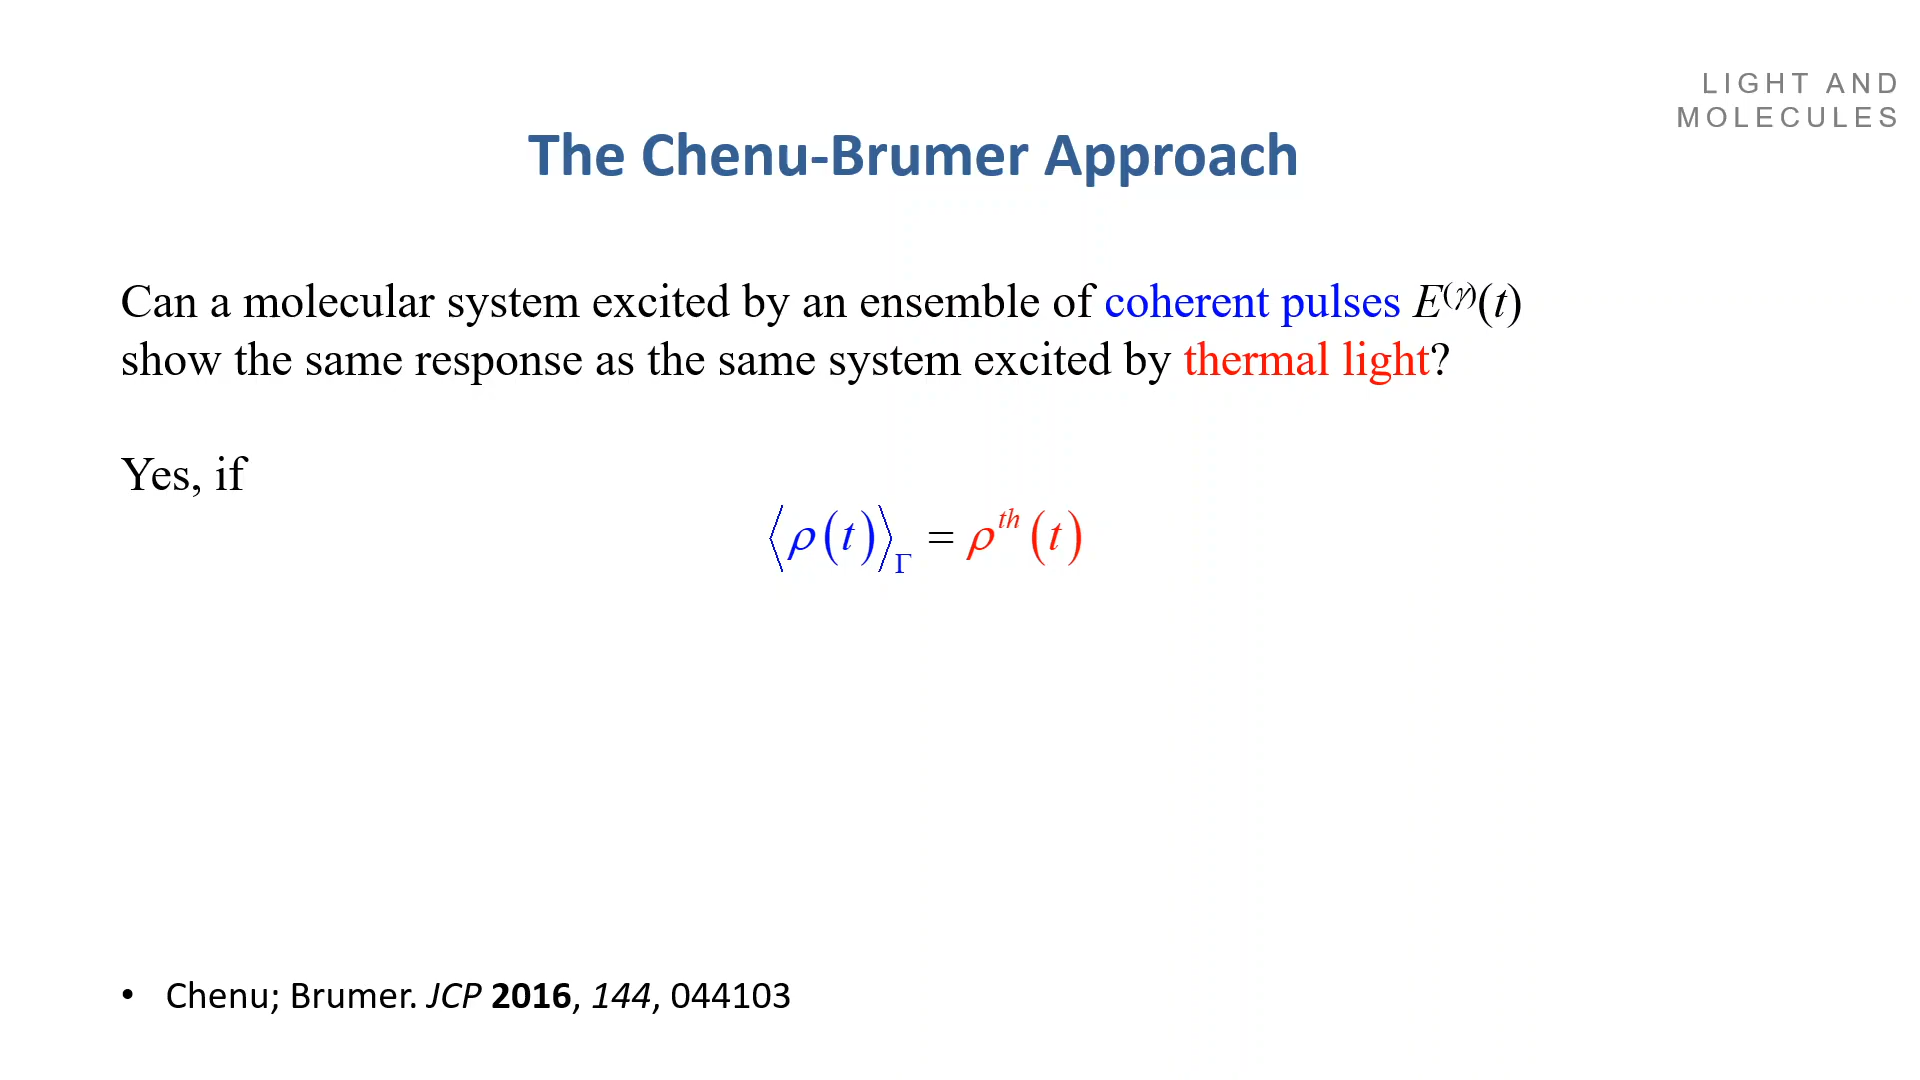 LIGHT AND
MOLECULES
The Chenu-Brumer Approach
Can a molecular system excited by an ensemble of coherent pulses E^(γ)(t)
show the same response as the same system excited by thermal light?
Yes, if
⟨ρ(t)⟩_Γ = ρ^th(t)
• Chenu; Brumer. JCP 2016, 144, 044103